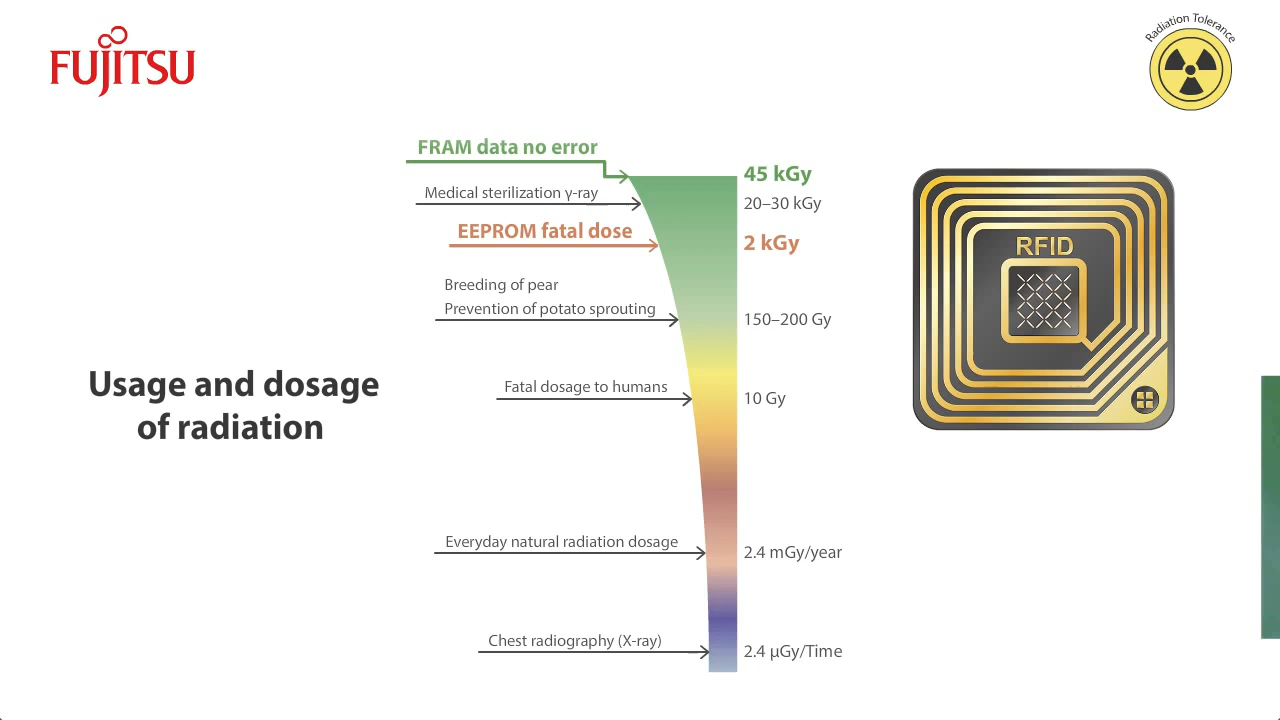 FUJITSU
Radiation Tolerance
FRAM data no error
45 kGy
Medical sterilization γ-ray
20–30 kGy
EEPROM fatal dose
2 kGy
Breeding of pear
Prevention of potato sprouting
150–200 Gy
Fatal dosage to humans
10 Gy
Everyday natural radiation dosage
2.4 mGy/year
Chest radiography (X-ray)
2.4 μGy/Time
Usage and dosage
of radiation
RFID